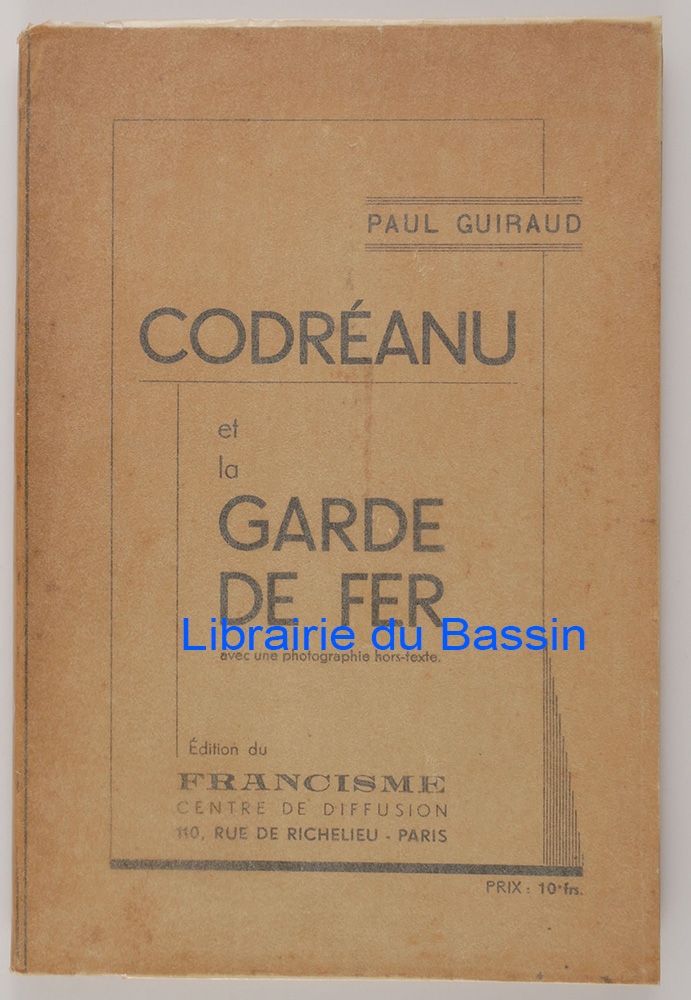 PAUL GUIRAUD
CODRÉANU
et
la
GARDE
DE FER
Librairie du Bassin
avec une photographie hors-texte.
Édition du
FRANCISME
CENTRE DE DIFFUSION
110, RUE DE RICHELIEU - PARIS
PRIX : 10 frs.